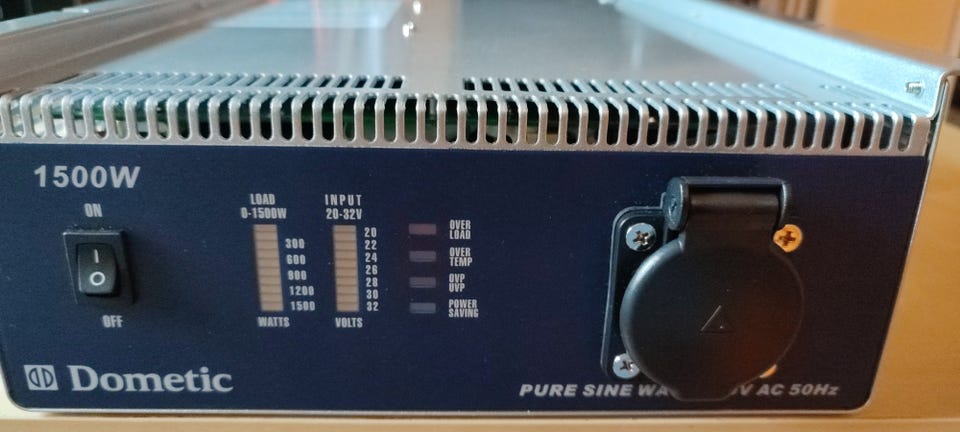 1500W
ON
I
O
OFF
LOAD
0-1500W
300
600
900
1200
1500
WATTS
INPUT
20-32V
20
22
24
26
28
30
32
VOLTS
OVER
LOAD
OVER
TEMP
OVP
UVP
POWER
SAVING
Dometic
PURE SINE V AC 50Hz